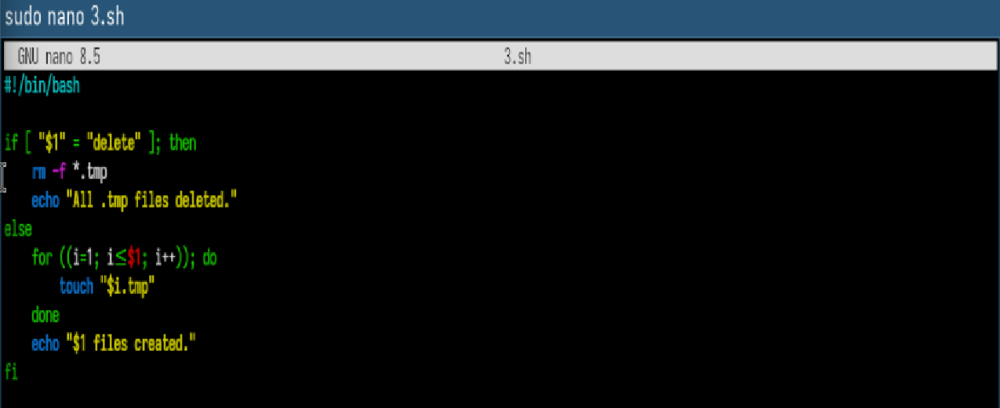 sudo nano 3.sh
GNU nano 8.5 3.sh
#!/bin/bash
if [ "$1" = "delete" ]; then
rm -f *.tmp
echo "All .tmp files deleted."
else
for ((i=1; i≤$1; i++)); do
touch "$i.tmp"
done
echo "$1 files created."
fi